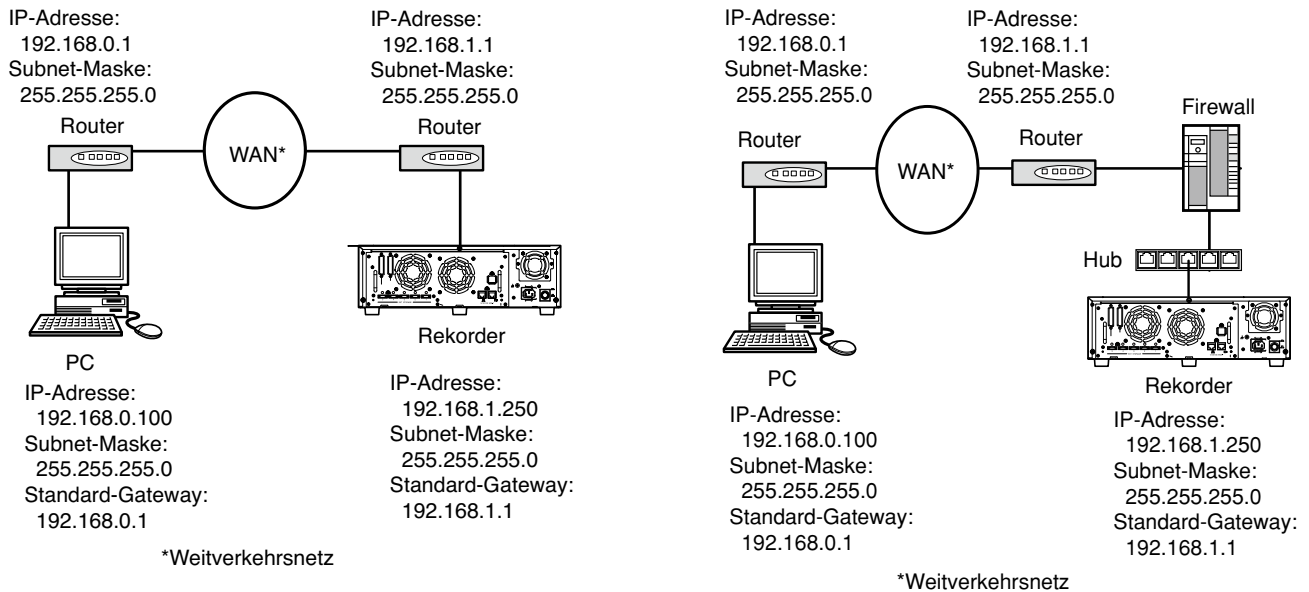 IP-Adresse:
192.168.0.1
Subnet-Maske:
255.255.255.0
Router
IP-Adresse:
192.168.1.1
Subnet-Maske:
255.255.255.0
Router
WAN*
PC
IP-Adresse:
192.168.0.100
Subnet-Maske:
255.255.255.0
Standard-Gateway:
192.168.0.1
Rekorder
IP-Adresse:
192.168.1.250
Subnet-Maske:
255.255.255.0
Standard-Gateway:
192.168.1.1
*Weitverkehrsnetz
IP-Adresse:
192.168.0.1
Subnet-Maske:
255.255.255.0
Router
IP-Adresse:
192.168.1.1
Subnet-Maske:
255.255.255.0
Router
Firewall
WAN*
Hub
PC
IP-Adresse:
192.168.0.100
Subnet-Maske:
255.255.255.0
Standard-Gateway:
192.168.0.1
Rekorder
IP-Adresse:
192.168.1.250
Subnet-Maske:
255.255.255.0
Standard-Gateway:
192.168.1.1
*Weitverkehrsnetz